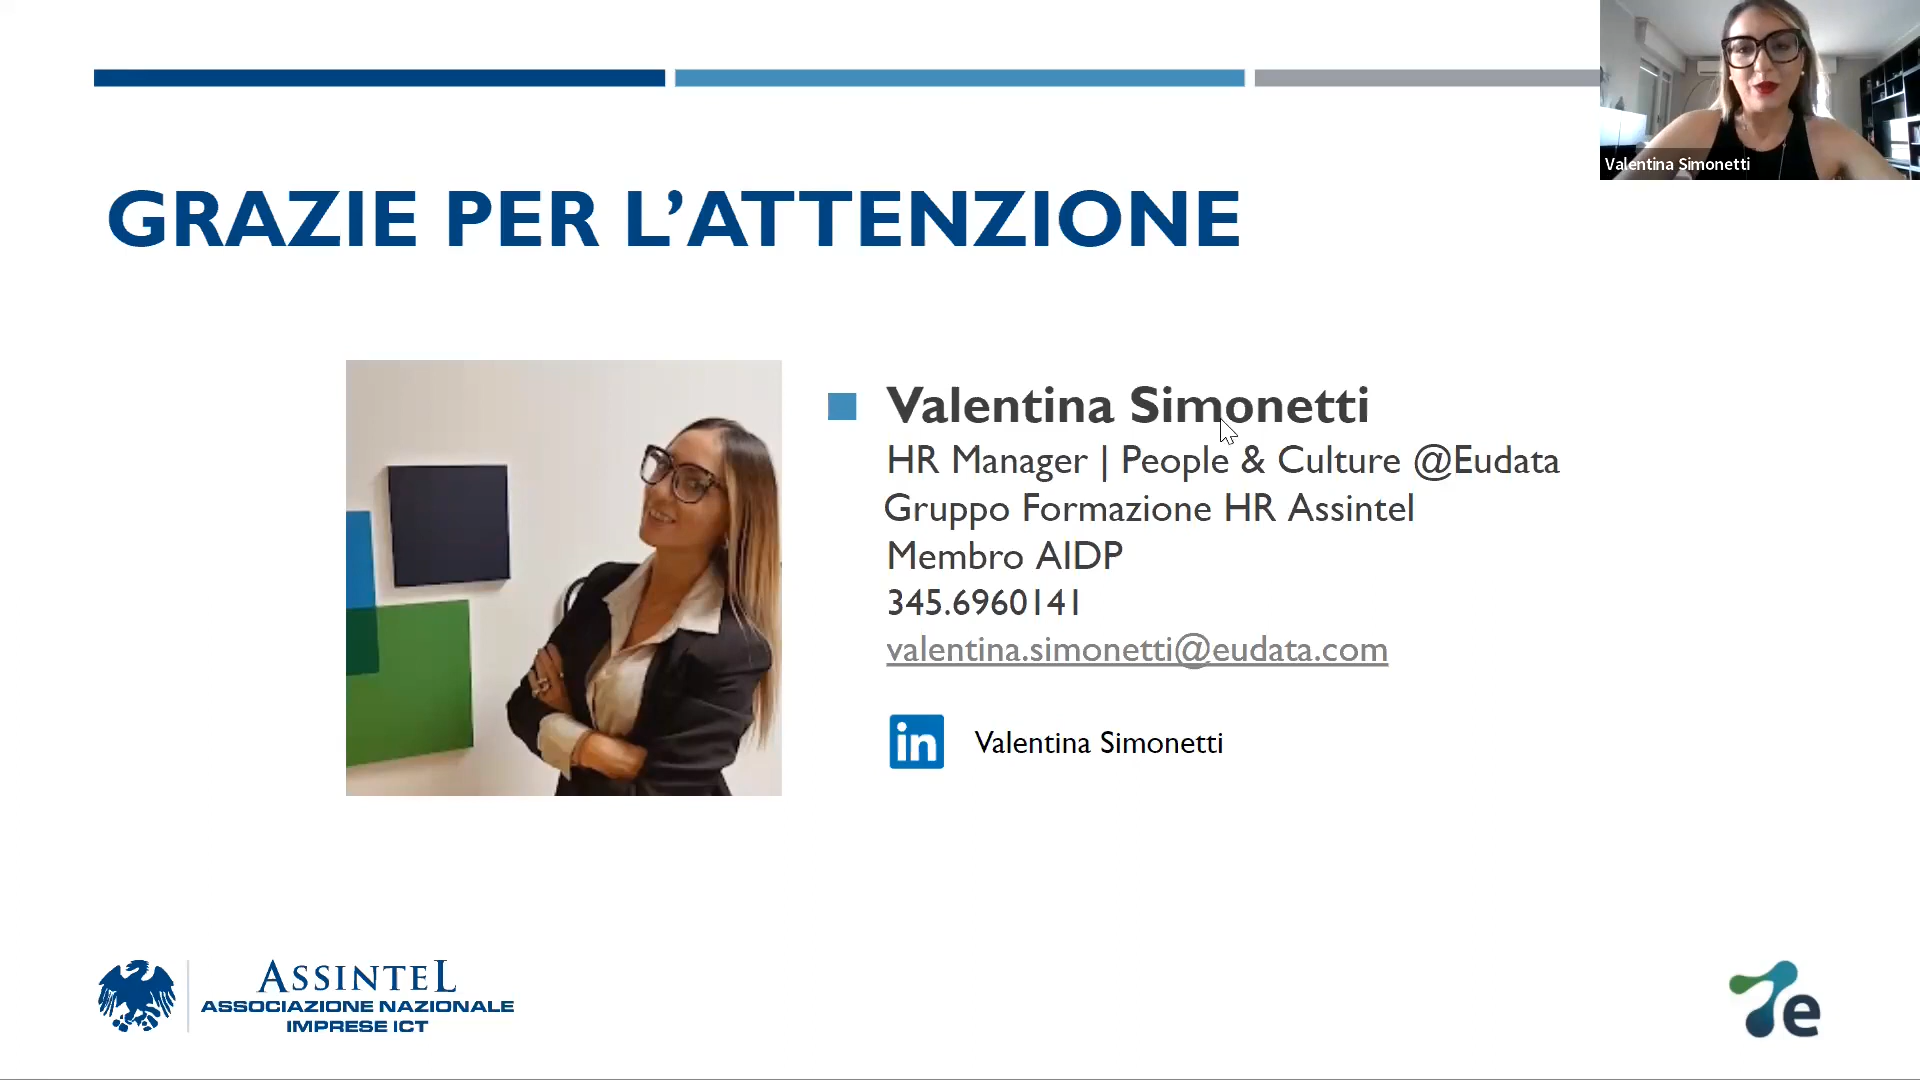 Valentina Simonetti
GRAZIE PER L’ATTENZIONE
Valentina Simonetti
HR Manager | People & Culture @Eudata
Gruppo Formazione HR Assintel
Membro AIDP
345.6960141
valentina.simonetti@eudata.com
in Valentina Simonetti
ASSINTEL
ASSOCIAZIONE NAZIONALE
IMPRESE ICT
e